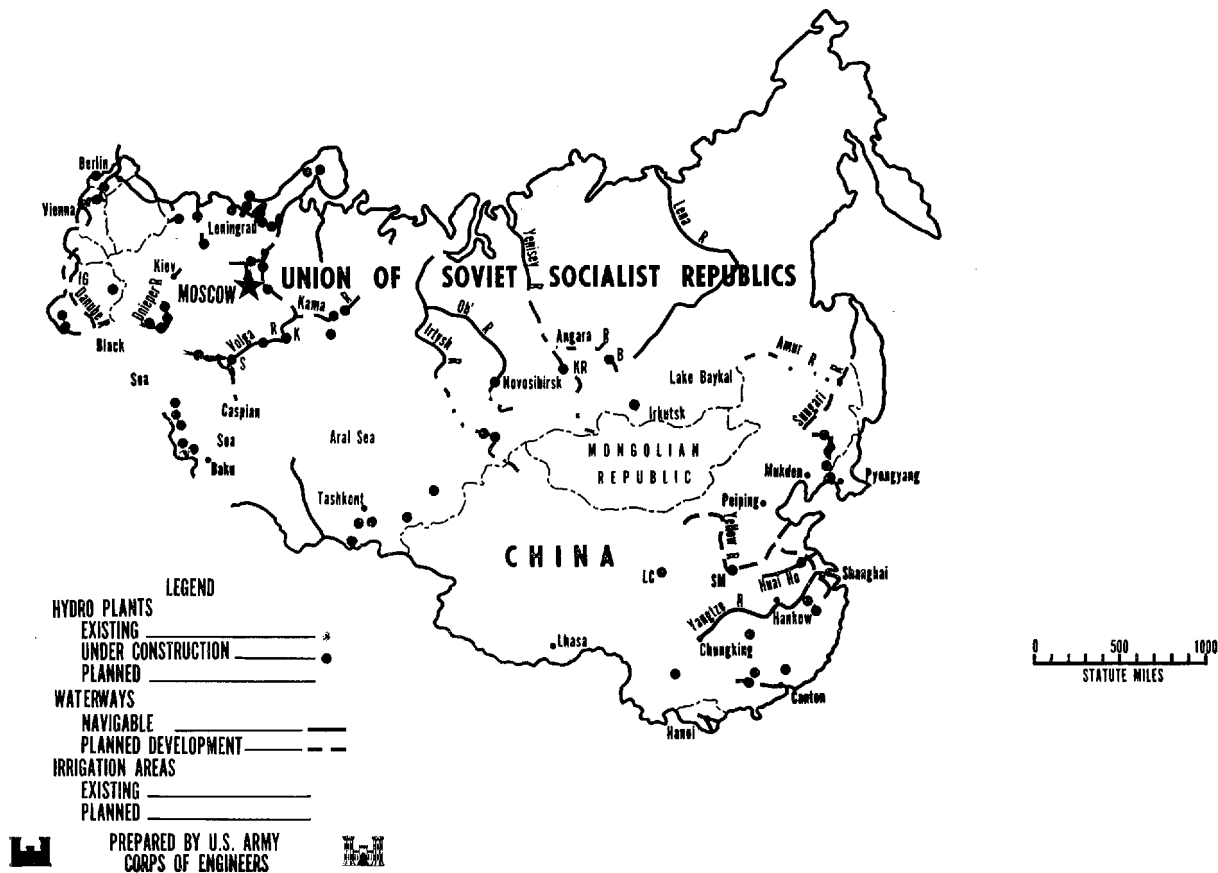 Berlin
Vienna
Leningrad
Lena R
Yenisey R
Kiev
IG
MOSCOW
UNION OF SOVIET SOCIALIST REPUBLICS
Danube R
Dnieper R
Kama R
Ob' R
Irtysk R
Black
Sea
Volga R
K
S
Angara R
B
KR
Novosibirsk
Lake Baykal
Amur R
Sungari R
Irkutsk
Caspian
Sea
Baku
Aral Sea
MONGOLIAN
REPUBLIC
Mukden
Pyongyang
Tashkont
Peiping
CHINA
Yellow R
LC
SM
Huai Ho
Shanghai
Yangtze R
Hankow
Chungking
Lhasa
Canton
Hanoi
LEGEND
HYDRO PLANTS
EXISTING
UNDER CONSTRUCTION
PLANNED
WATERWAYS
NAVIGABLE
PLANNED DEVELOPMENT
IRRIGATION AREAS
EXISTING
PLANNED
PREPARED BY U.S. ARMY
CORPS OF ENGINEERS
0 500 1000
STATUTE MILES